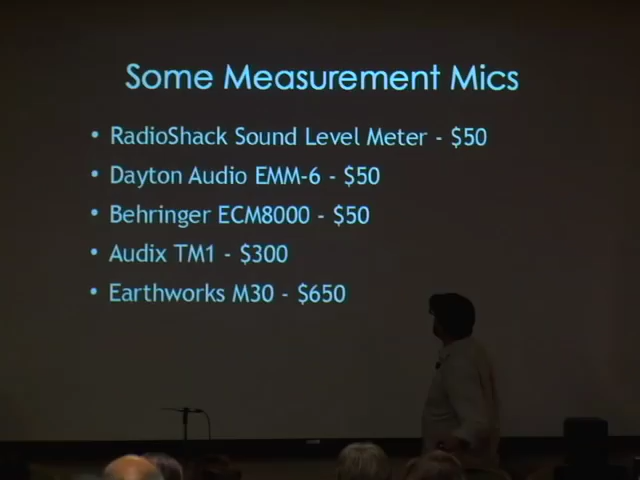 Some Measurement Mics
• RadioShack Sound Level Meter - $50
• Dayton Audio EMM-6 - $50
• Behringer ECM8000 - $50
• Audix TM1 - $300
• Earthworks M30 - $650